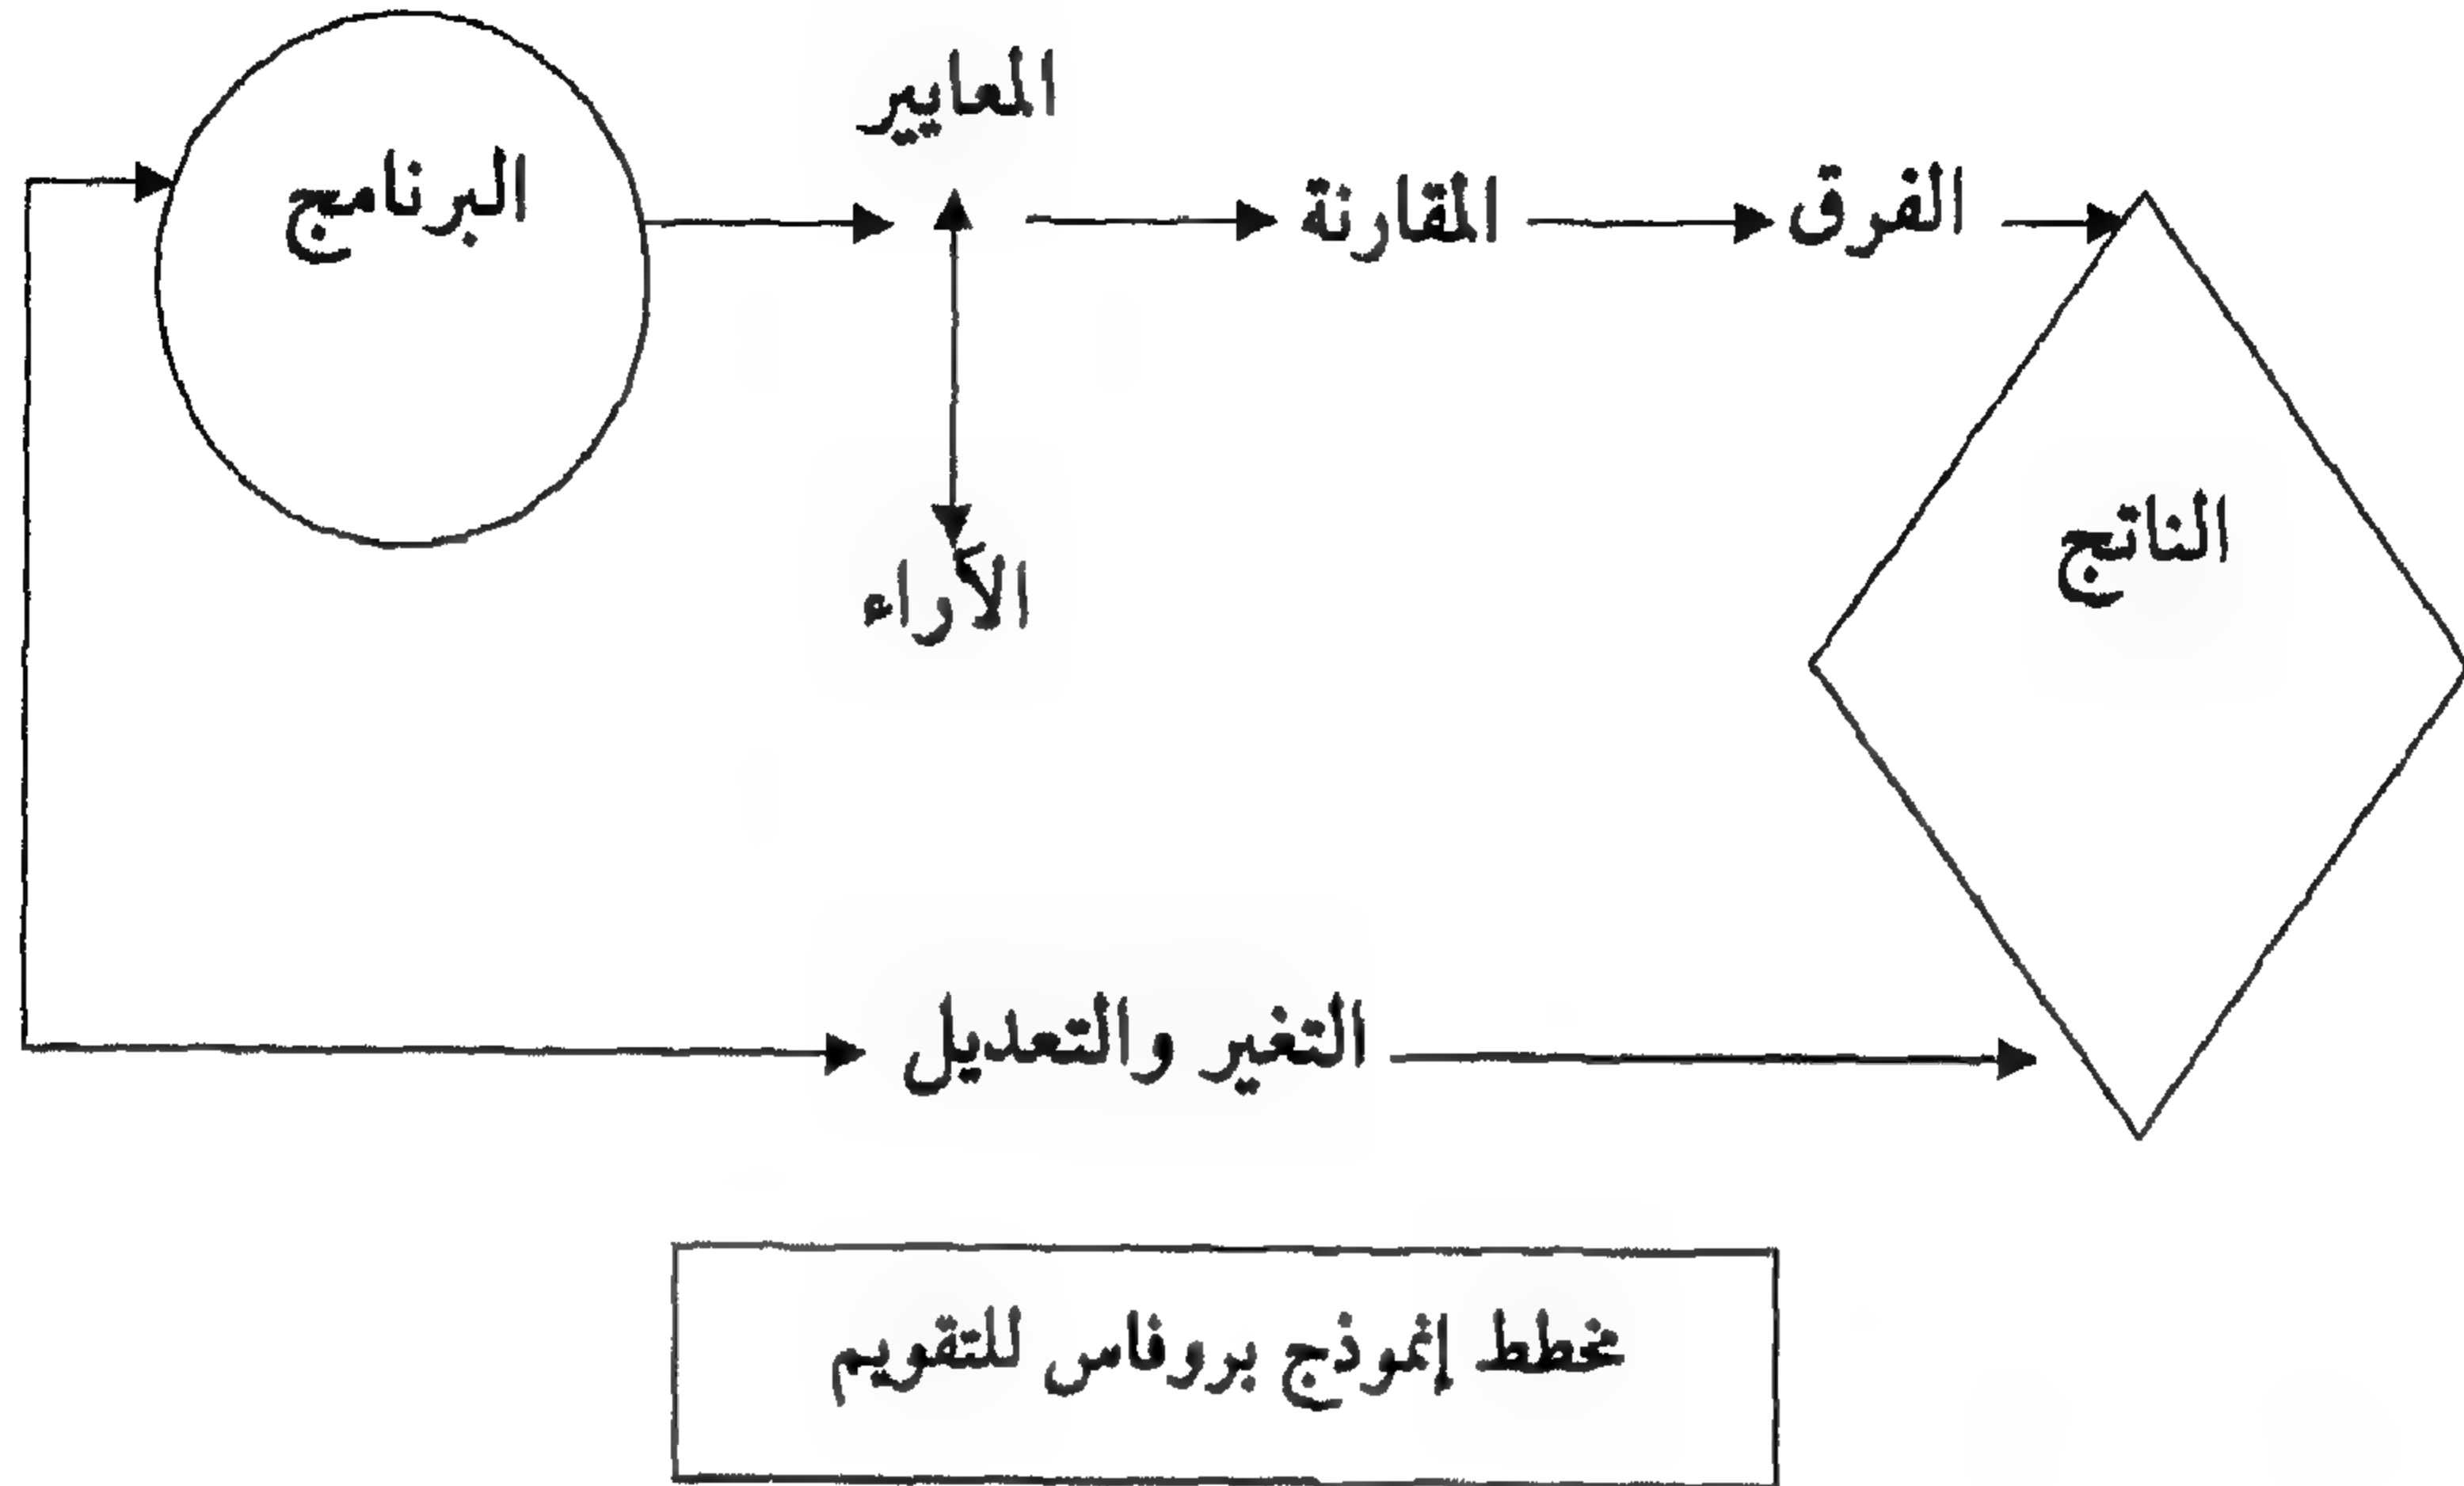 المعايير
البرنامج
المقارنة
الفرق
الآراء
الناتج
التغير والتعديل
مخطط إنموذج بروفاس للتقويم